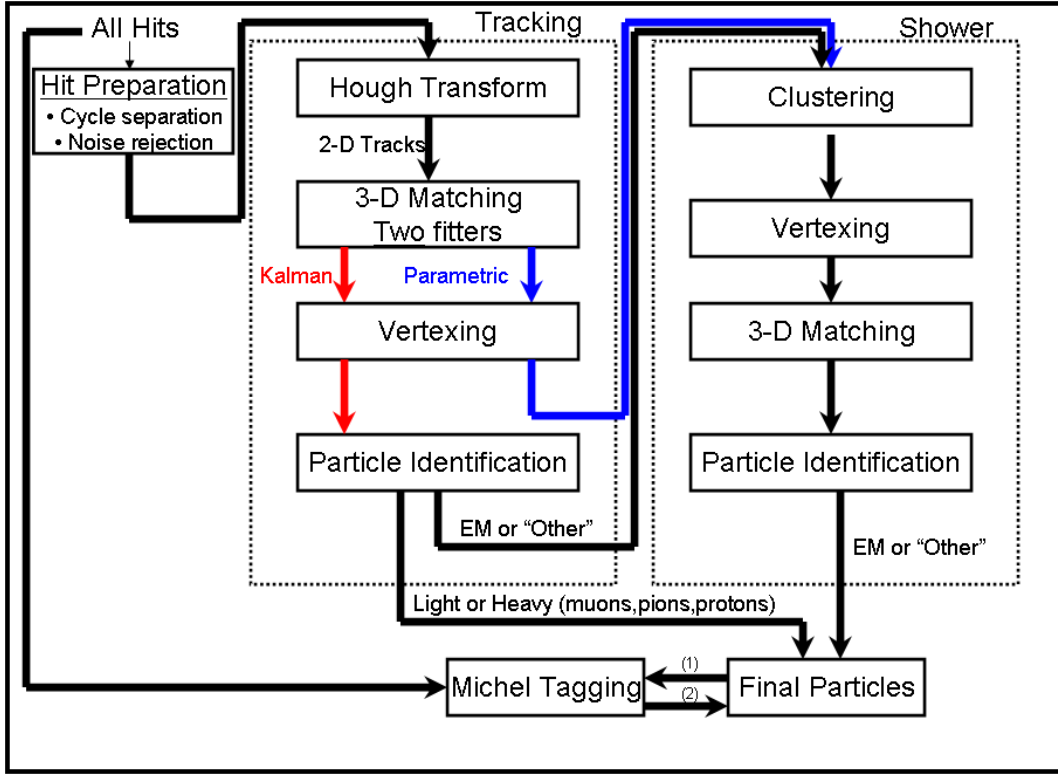 All Hits
Hit Preparation
• Cycle separation
• Noise rejection
Tracking
Hough Transform
2-D Tracks
3-D Matching
Two fitters
Kalman
Parametric
Vertexing
Particle Identification
EM or “Other”
Light or Heavy (muons,pions,protons)
Shower
Clustering
Vertexing
3-D Matching
Particle Identification
EM or “Other”
Michel Tagging
(1)
(2)
Final Particles